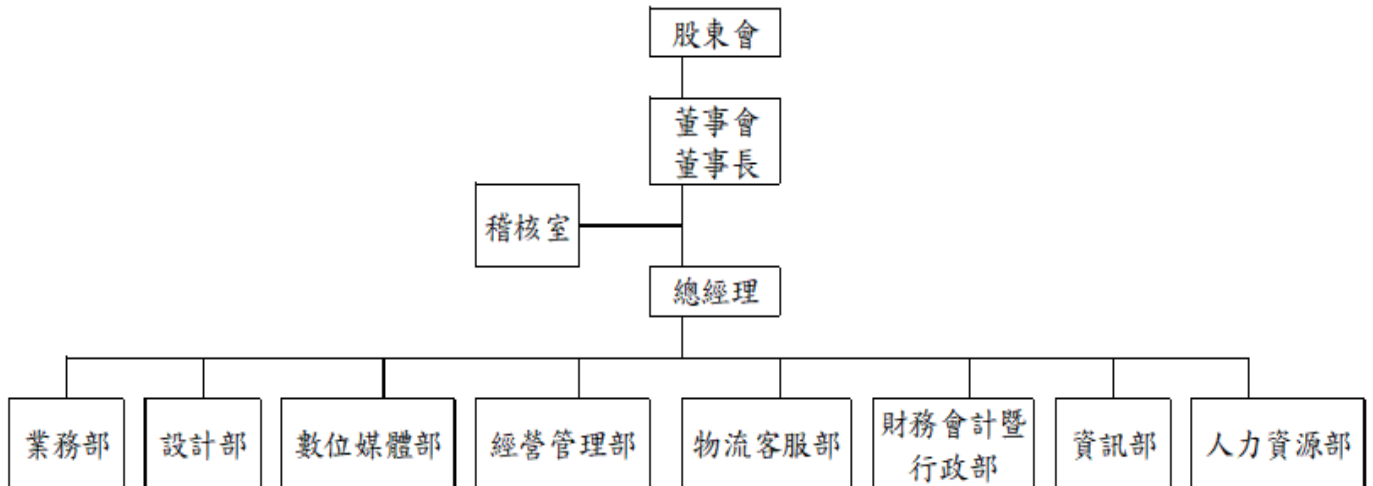 股東會
董事會
董事長
稽核室
總經理
業務部
設計部
數位媒體部
經營管理部
物流客服部
財務會計暨
行政部
資訊部
人力資源部